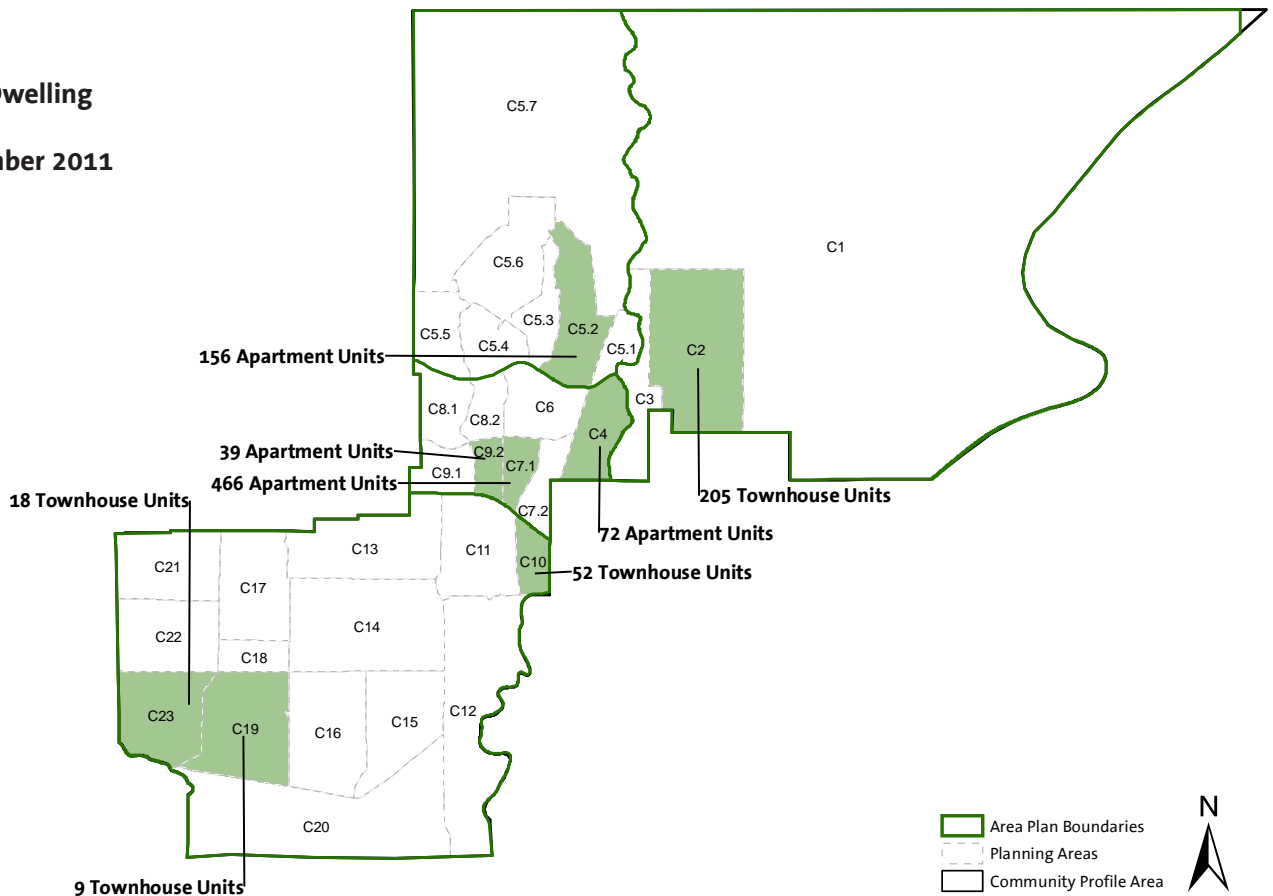 welling
ber 2011
C5.7
C1
C5.6
C5.3
C5.5
C5.4
C5.2
C5.1
C2
156 Apartment Units
C8.1
C8.2
C6
C3
C4
39 Apartment Units
C9.2
C7.1
C9.1
466 Apartment Units
18 Townhouse Units
205 Townhouse Units
C7.2
72 Apartment Units
C13
C11
C10
52 Townhouse Units
C21
C17
C22
C14
C18
C23
C19
C16
C15
C12
C20
9 Townhouse Units
N
Area Plan Boundaries
Planning Areas
Community Profile Area